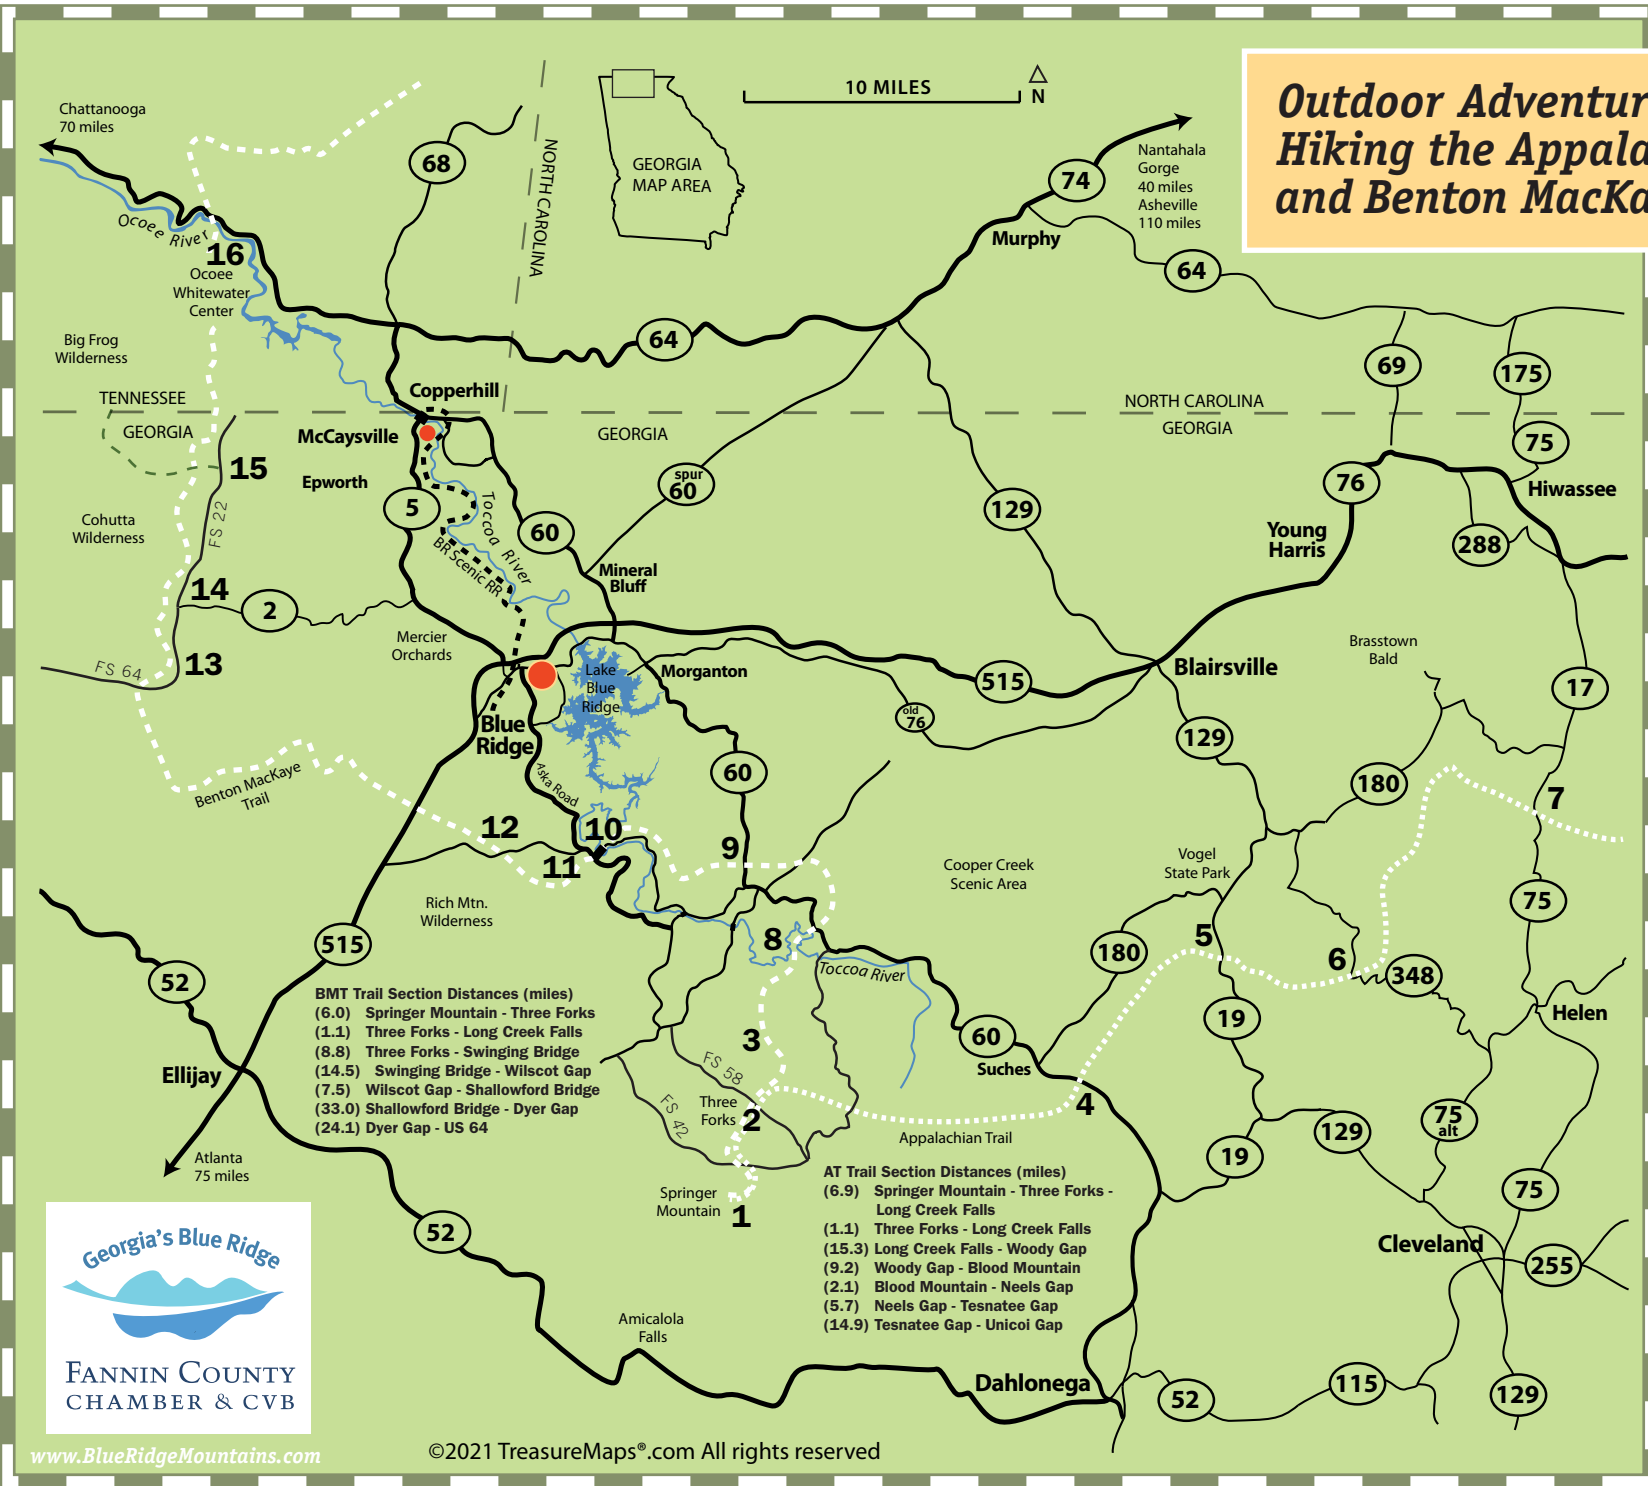 Outdoor Adventur
Hiking the Appala
and Benton MacKa
10 MILES
N
GEORGIA
MAP AREA
Chattanooga
70 miles
68
NORTH CAROLINA
74
Nantahala
Gorge
40 miles
Asheville
110 miles
Murphy
64
Ocoee River
16
Ocoee
Whitewater
Center
Big Frog
Wilderness
64
69
175
TENNESSEE
GEORGIA
Copperhill
McCaysville
GEORGIA
NORTH CAROLINA
GEORGIA
75
15
Epworth
5
spur
60
76
Hiwassee
Cohutta
Wilderness
FS 22
Toccoa River
60
129
Young
Harris
288
BR Scenic RR
Mineral
Bluff
14
2
Mercier
Orchards
FS 64
13
Lake
Blue
Ridge
Morganton
515
Blairsville
Brasstown
Bald
17
old
76
Blue
Ridge
129
Aska Road
60
180
7
Benton MacKaye
Trail
12
10
11
9
Cooper Creek
Scenic Area
Vogel
State Park
75
Rich Mtn.
Wilderness
515
8
180
5
6
348
52
Toccoa River
BMT Trail Section Distances (miles)
(6.0) Springer Mountain - Three Forks
(1.1) Three Forks - Long Creek Falls
(8.8) Three Forks - Swinging Bridge
(14.5) Swinging Bridge - Wilscot Gap
(7.5) Wilscot Gap - Shallowford Bridge
(33.0) Shallowford Bridge - Dyer Gap
(24.1) Dyer Gap - US 64
3
60
Suches
19
Helen
Ellijay
FS 58
FS 42
Three
Forks
2
4
75
alt
129
Appalachian Trail
19
Atlanta
75 miles
Springer
Mountain
1
AT Trail Section Distances (miles)
(6.9) Springer Mountain - Three Forks -
Long Creek Falls
(1.1) Three Forks - Long Creek Falls
(15.3) Long Creek Falls - Woody Gap
(9.2) Woody Gap - Blood Mountain
(2.1) Blood Mountain - Neels Gap
(5.7) Neels Gap - Tesnatee Gap
(14.9) Tesnatee Gap - Unicoi Gap
75
52
Cleveland
255
Georgia's Blue Ridge
FANNIN COUNTY
CHAMBER & CVB
Amicalola
Falls
Dahlonega
52
115
129
www.BlueRidgeMountains.com
©2021 TreasureMaps®.com All rights reserved